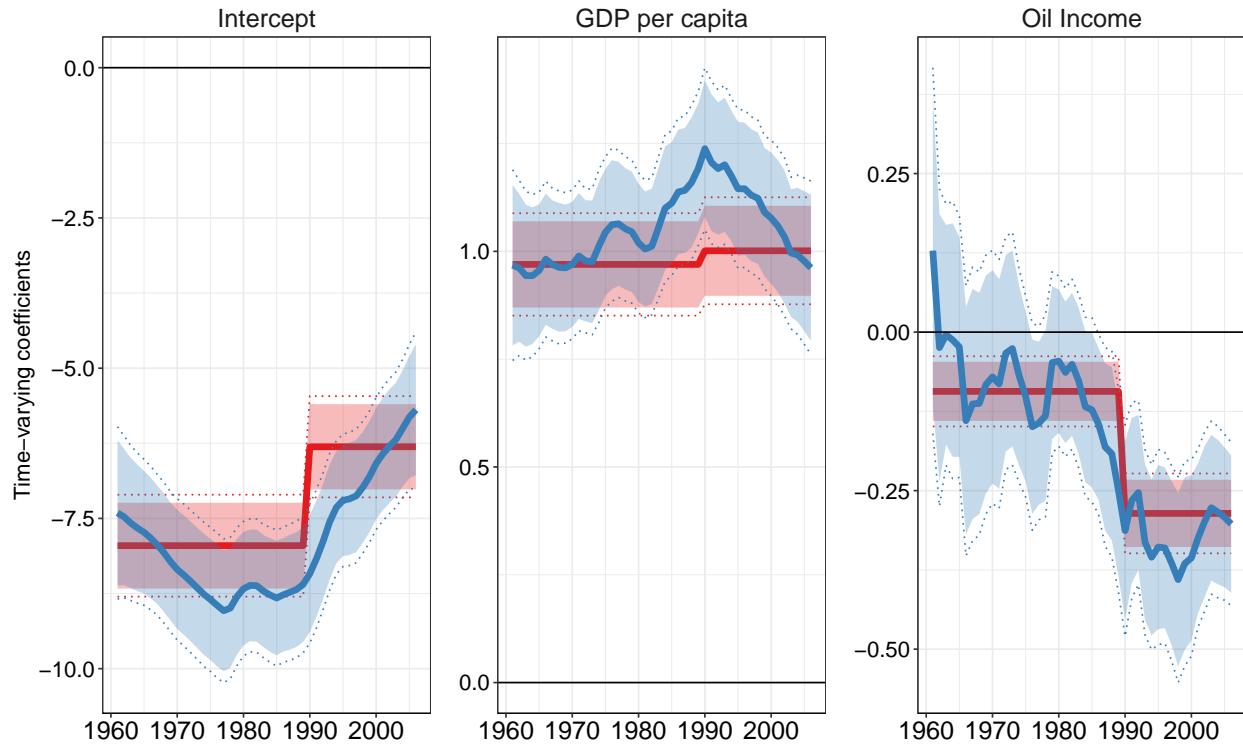 Intercept
GDP per capita
Oil Income
Time−varying coefficients
0.0
−2.5
−5.0
−7.5
−10.0
1960 1970 1980 1990 2000
1.0
0.5
0.0
1960 1970 1980 1990 2000
0.25
0.00
−0.25
−0.50
1960 1970 1980 1990 2000